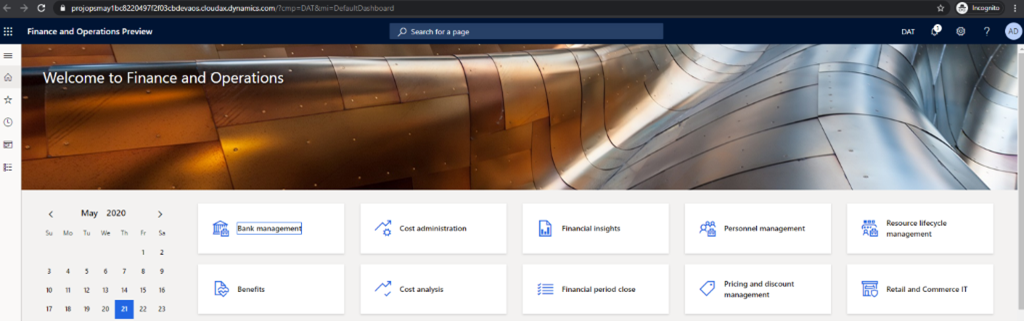 projopsmay1bc8220497f2f03cbdevaos.cloudax.dynamics.com/?cmp=DAT&mi=DefaultDashboard
Incognito
Finance and Operations Preview
Search for a page
DAT
AD
Welcome to Finance and Operations
May 2020
Su Mo Tu We Th Fr Sa
1 2
3 4 5 6 7 8 9
10 11 12 13 14 15 16
17 18 19 20 21 22 23
Bank management
Cost administration
Financial insights
Personnel management
Resource lifecycle
management
Benefits
Cost analysis
Financial period close
Pricing and discount
management
Retail and Commerce IT